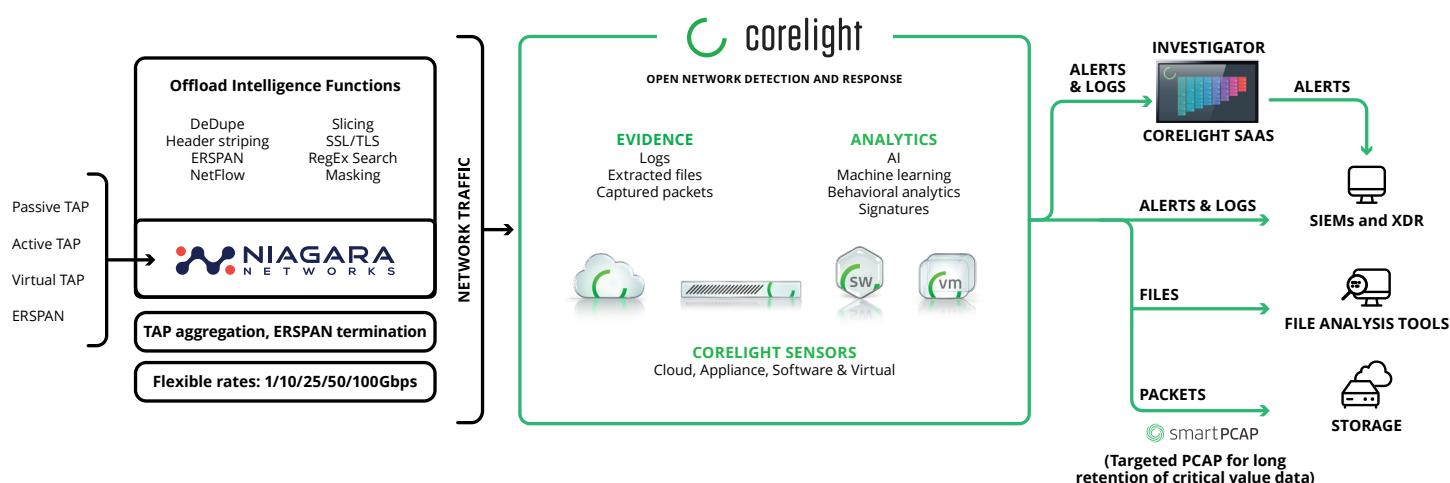 Passive TAP
Active TAP
Virtual TAP
ERSPAN
Offload Intelligence Functions
DeDupe
Header striping
ERSPAN
NetFlow
Slicing
SSL/TLS
RegEx Search
Masking
NIAGARA
NETWORKS
TAP aggregation, ERSPAN termination
Flexible rates: 1/10/25/50/100Gbps
NETWORK TRAFFIC
corelight
OPEN NETWORK DETECTION AND RESPONSE
EVIDENCE
Logs
Extracted files
Captured packets
ANALYTICS
AI
Machine learning
Behavioral analytics
Signatures
sw
vm
CORELIGHT SENSORS
Cloud, Appliance, Software & Virtual
ALERTS
& LOGS
INVESTIGATOR
CORELIGHT SAAS
ALERTS
ALERTS & LOGS
SIEMs and XDR
FILES
FILE ANALYSIS TOOLS
PACKETS
STORAGE
smartPCAP
(Targeted PCAP for long
retention of critical value data)